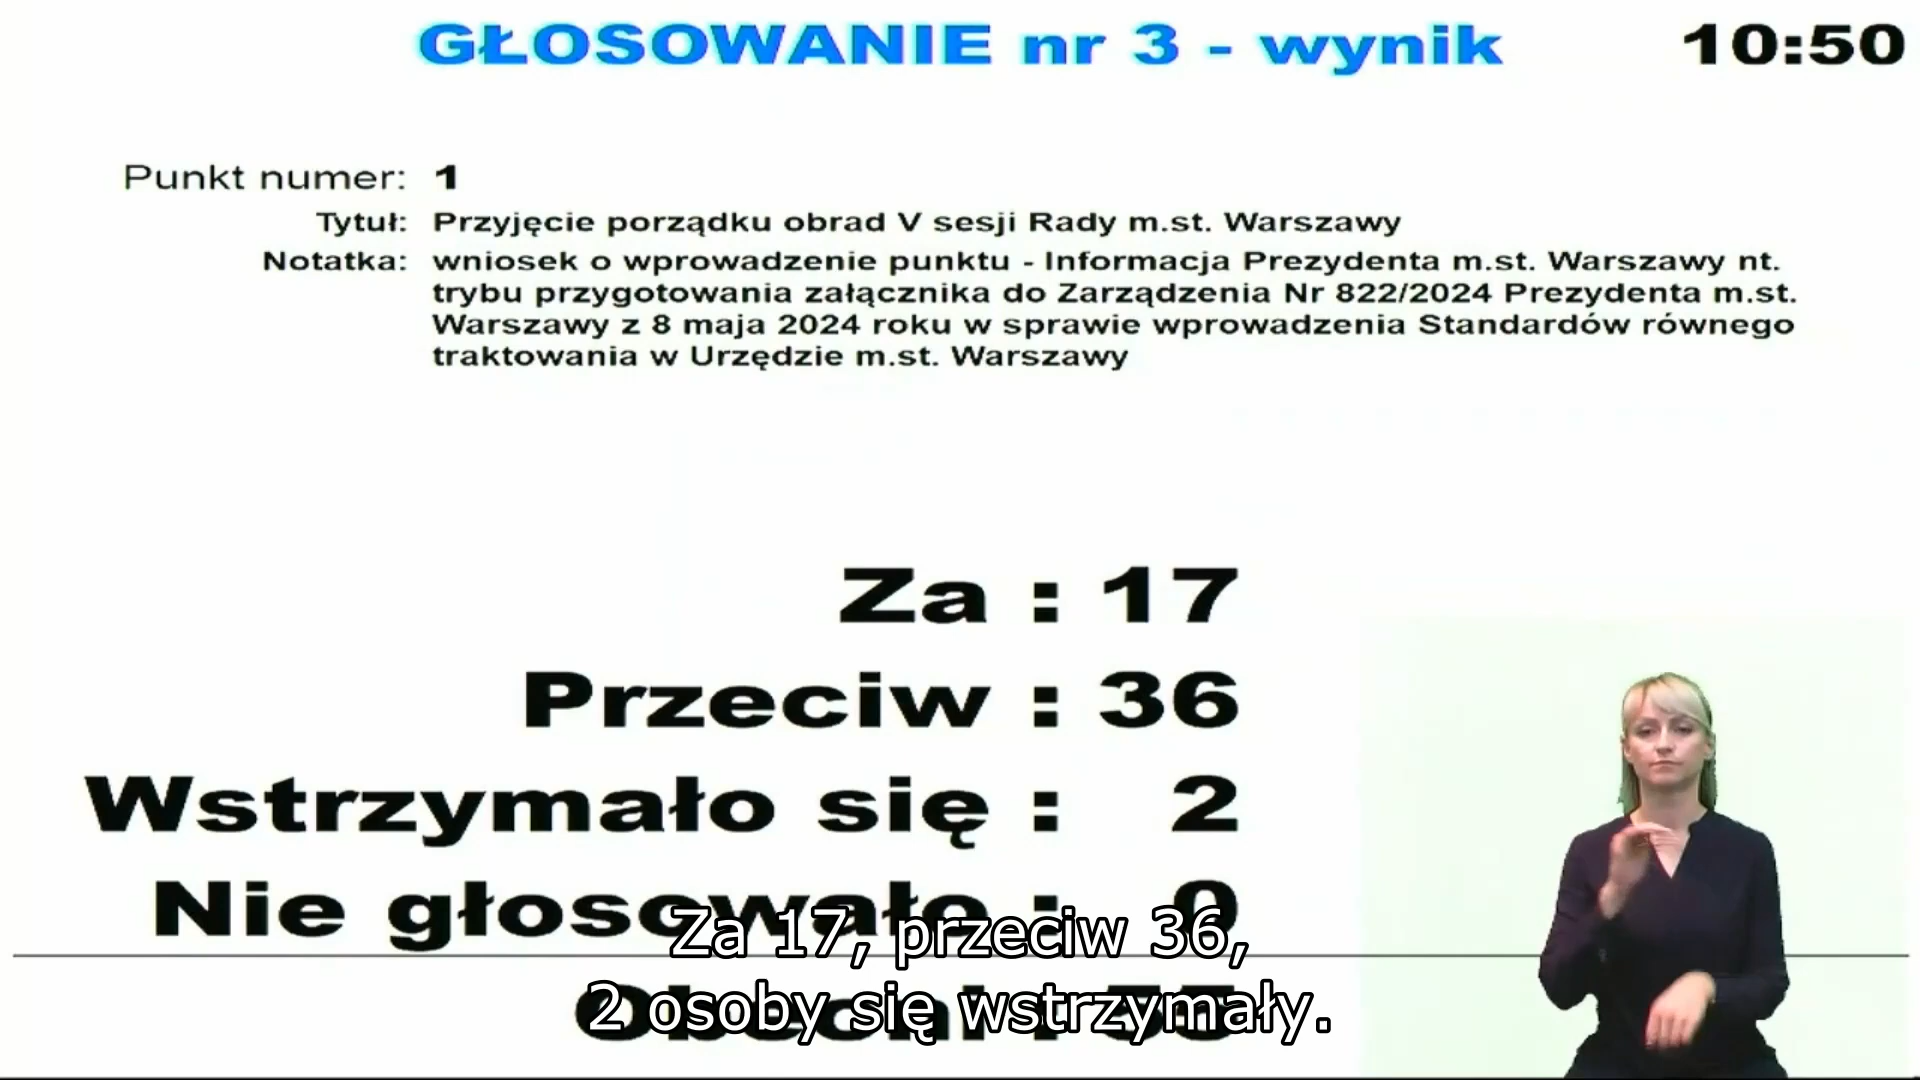 GŁOSOWANIE nr 3 - wynik 10:50
Punkt numer: 1
Tytuł: Przyjęcie porządku obrad V sesji Rady m.st. Warszawy
Notatka: wniosek o wprowadzenie punktu - Informacja Prezydenta m.st. Warszawy nt.
trybu przygotowania załącznika do Zarządzenia Nr 822/2024 Prezydenta m.st.
Warszawy z 8 maja 2024 roku w sprawie wprowadzenia Standardów równego
traktowania w Urzędzie m.st. Warszawy
Za : 17
Przeciw : 36
Wstrzymało się : 2
Nie głosowało : 0
Obecni : 55
Za 17, przeciw 36,
2 osoby się wstrzymały.